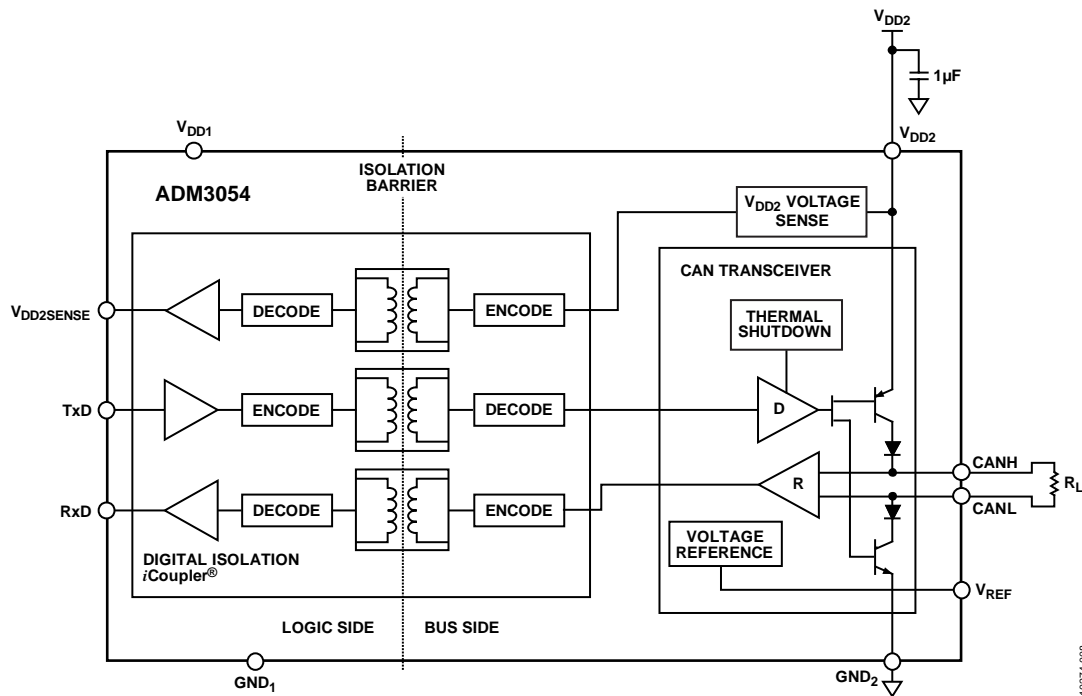 VDD2
1µF
VDD1
VDD2
ADM3054
ISOLATION
BARRIER
VDD2 VOLTAGE
SENSE
CAN TRANSCEIVER
VDD2SENSE
DECODE
ENCODE
THERMAL
SHUTDOWN
TxD
ENCODE
DECODE
D
RxD
DECODE
ENCODE
R
CANH
CANL
RL
DIGITAL ISOLATION
iCoupler®
VOLTAGE
REFERENCE
VREF
LOGIC SIDE
BUS SIDE
GND1
GND2